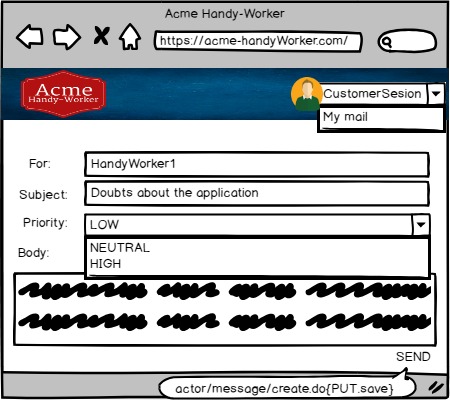 Acme Handy-Worker
https://acme-handyWorker.com/
Acme
Handy-Worker
CustomerSesion
My mail
For:
HandyWorker1
Subject:
Doubts about the application
Priority:
LOW
NEUTRAL
HIGH
Body:
SEND
actor/message/create.do{PUT.save}